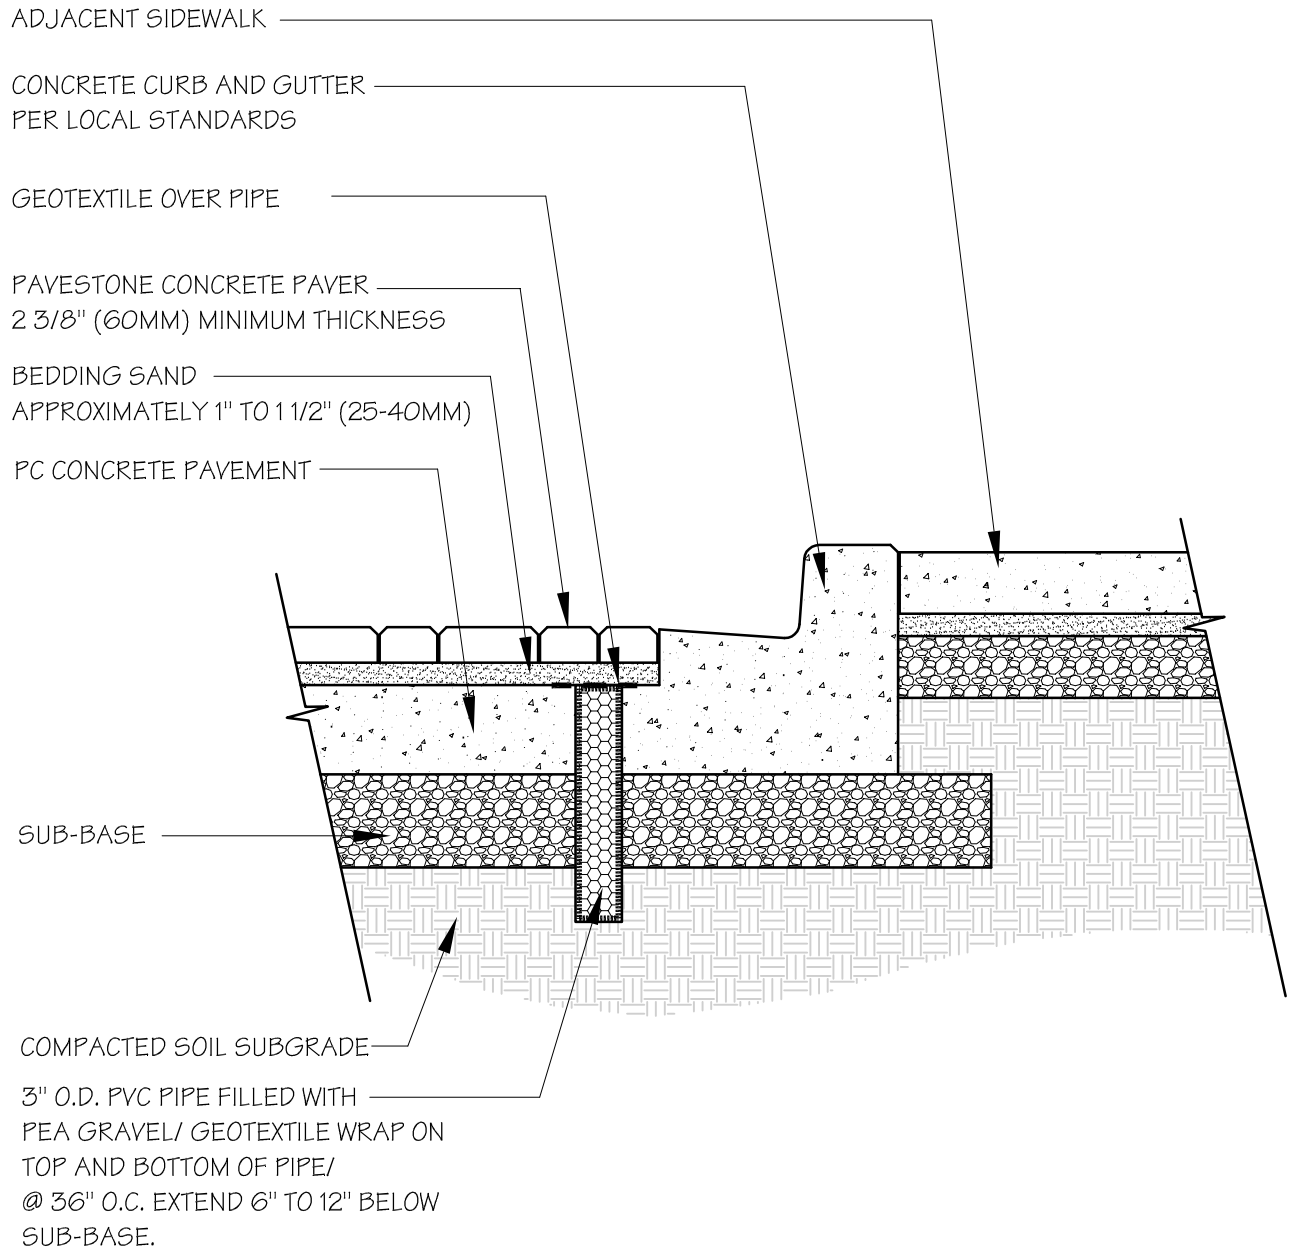 ADJACENT SIDEWALK
CONCRETE CURB AND GUTTER
PER LOCAL STANDARDS
GEOTEXTILE OVER PIPE
PAVESTONE CONCRETE PAVER
2 3/8" (60MM) MINIMUM THICKNESS
BEDDING SAND
APPROXIMATELY 1" TO 1 1/2" (25-40MM)
PC CONCRETE PAVEMENT
SUB-BASE
COMPACTED SOIL SUBGRADE
3" O.D. PVC PIPE FILLED WITH
PEA GRAVEL/ GEOTEXTILE WRAP ON
TOP AND BOTTOM OF PIPE/
@ 36" O.C. EXTEND 6" TO 12" BELOW
SUB-BASE.